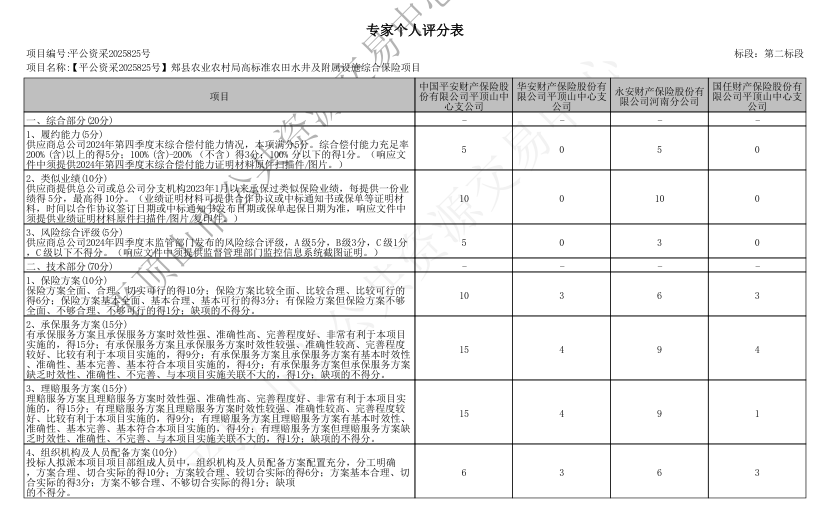 专家个人评分表
项目编号:平公资采2025825号 标段: 第二标段
项目名称:【平公资采2025825号】郏县农业农村局高标准农田水井及附属设施综合保险项目
项目
中国平安财产保险股
份有限公司平顶山中
心支公司
华安财产保险股份有
限公司平顶山中心支
公司
永安财产保险股份有
限公司河南分公司
国任财产保险股份有
限公司平顶山中心支
公司
一、综合部分(20分) — — — —
1、履约能力(5分)
供应商总公司2024年第四季度末综合偿付能力情况, 本项满分5分。综合偿付能力充足率
200%(含)以上的得5分; 100%(含)-200% (不含) 得3分; 100% 分以下的得1分。(响应文
件中须提供2024年第四季度末综合偿付能力证明材料原件扫描件/图片。)
5 0 5 0
2、类似业绩(10分)
供应商提供总公司或总公司分支机构2023年1月以来承保过类似保险业绩, 每提供一份业
绩得 5分, 最高得 10分。(业绩证明材料可提供合作协议或中标通知书或保单等证明材
料, 时间以合作协议签订日期或中标通知书发布日期或保单起保日期为准, 响应文件中
须提供业绩证明材料原件扫描件/图片/复印件。)
10 0 10 0
3、风险综合评级(5分)
供应商总公司2024年四季度末监管部门发布的风险综合评级, A级5分, B级3分, C级1分
, C级以下不得分。(响应文件中须提供监督管理部门监控信息系统截图证明。)
5 0 3 0
二、技术部分(70分) — — — —
1、保险方案(10分)
保险方案全面、合理、切实可行的得10分; 保险方案比较全面、比较合理、比较可行的
得6分; 保险方案基本全面、基本合理、基本可行的得3分; 有保险方案但保险方案不够
全面、不够合理、不够可行的得1分; 缺项的不得分。
10 3 6 3
2、承保服务方案(15分)
有承保服务方案且承保服务方案时效性强、准确性高、完善程度好、非常有利于本项目
实施的, 得15分; 有承保服务方案且承保服务方案时效性较强、准确性较高、完善程度
较好、比较有利于本项目实施的, 得9分; 有承保服务方案且承保服务方案有基本时效性
、准确性、基本完善、基本符合本项目实施的, 得4分; 有承保服务方案但承保服务方案
缺乏时效性、准确性、不完善、与本项目实施关联不大的, 得1分; 缺项的不得分。
15 4 9 4
3、理赔服务方案(15分)
理赔服务方案且理赔服务方案时效性强、准确性高、完善程度好、非常有利于本项目实
施的, 得15分; 有理赔服务方案且理赔服务方案时效性较强、准确性较高、完善程度较
好、比较有利于本项目实施的, 得9分; 有理赔服务方案且理赔服务方案有基本时效性、
准确性、基本完善、基本符合本项目实施的, 得4分; 有理赔服务方案但理赔服务方案缺
乏时效性、准确性、不完善、与本项目实施关联不大的, 得1分; 缺项的不得分。
15 4 9 1
4、组织机构及人员配备方案(10分)
投标人拟派本项目项目部组成人员中, 组织机构及人员配备方案配置充分, 分工明确
, 方案合理、切合实际的得10分; 方案较合理、较切合实际的得6分; 方案基本合理、切
合实际的得3分; 方案不够合理、不够切合实际的得1分; 缺项
的不得分。
6 3 6 3
平顶山市公共资源交易中心
公共资源交易中心